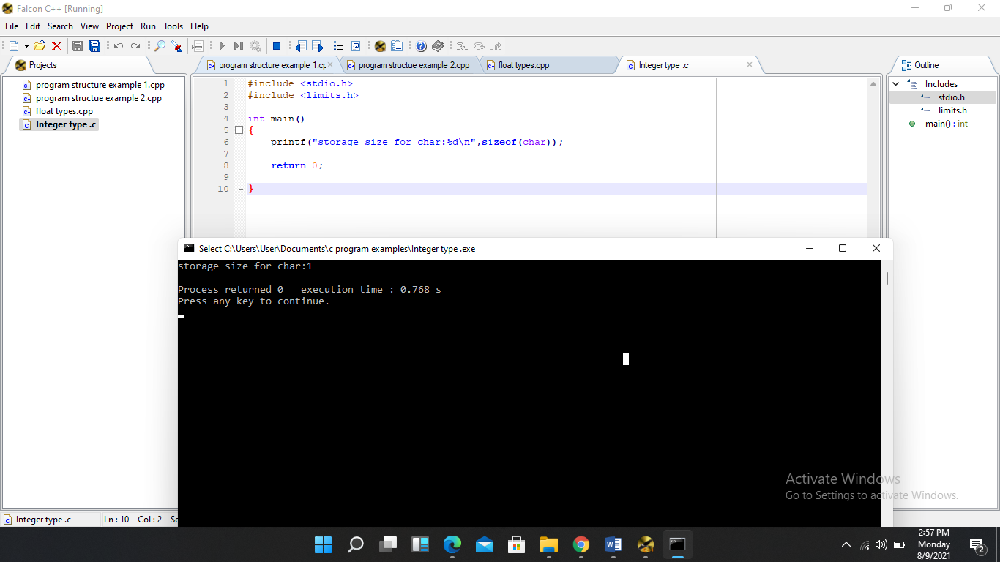 Falcon C++ [Running]
File Edit Search View Project Run Tools Help
Projects
program structure example 1.cpp
program structue example 2.cpp
float types.cpp
Integer type .c
program structure example 1.cp
program structue example 2.cpp
float types.cpp
Integer type .c
1 #include <stdio.h>
2 #include <limits.h>
3
4 int main()
5 {
6 printf("storage size for char:%d\n",sizeof(char));
7
8 return 0;
9
10 }
Outline
Includes
stdio.h
limits.h
main() : int
Select C:\Users\User\Documents\c program examples\Integer type .exe
storage size for char:1
Process returned 0 execution time : 0.768 s
Press any key to continue.
Activate Windows
Go to Settings to activate Windows.
Integer type .c Ln : 10 Col : 2 Se
2:57 PM
Monday
8/9/2021
2